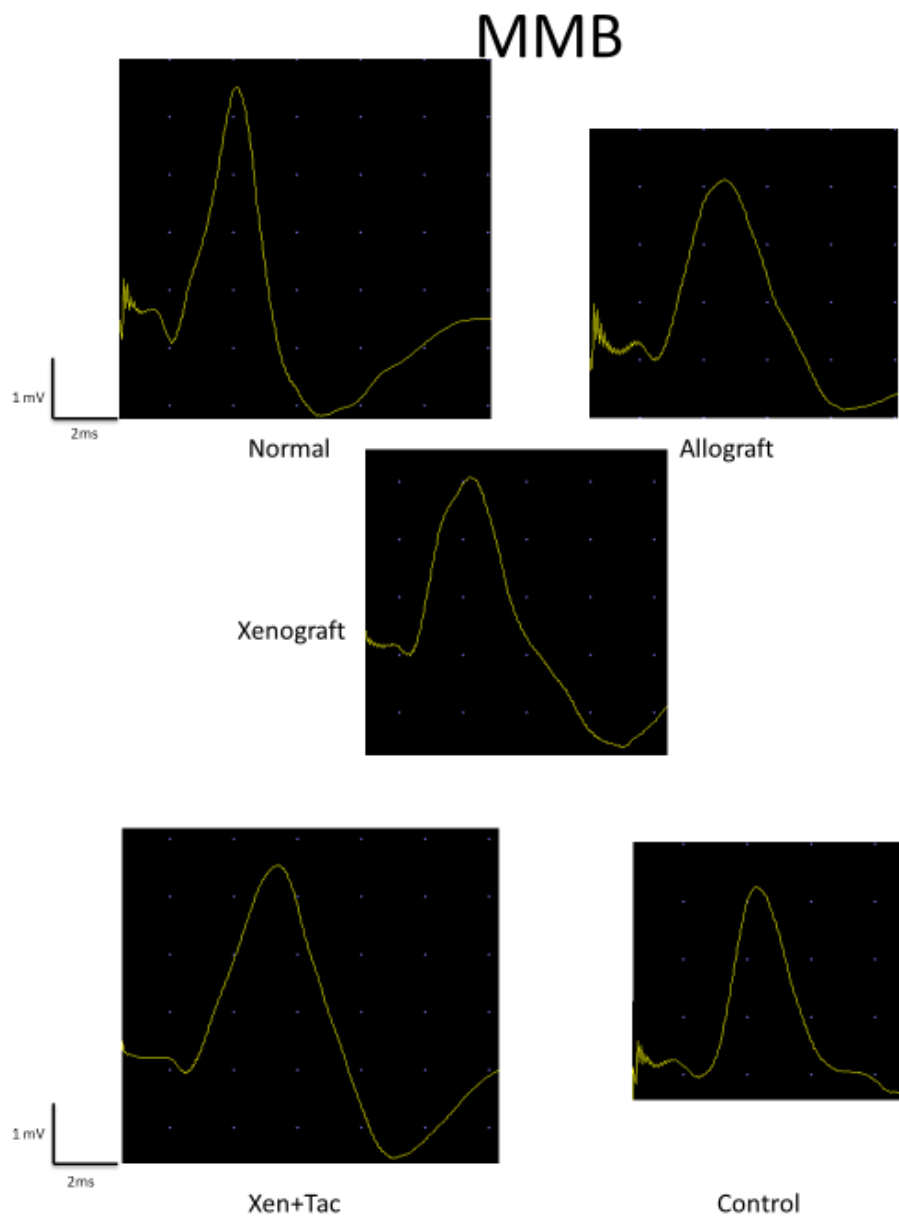 MMB
1 mV
2ms
Normal
Allograft
Xenograft
1 mV
2ms
Xen+Tac
Control